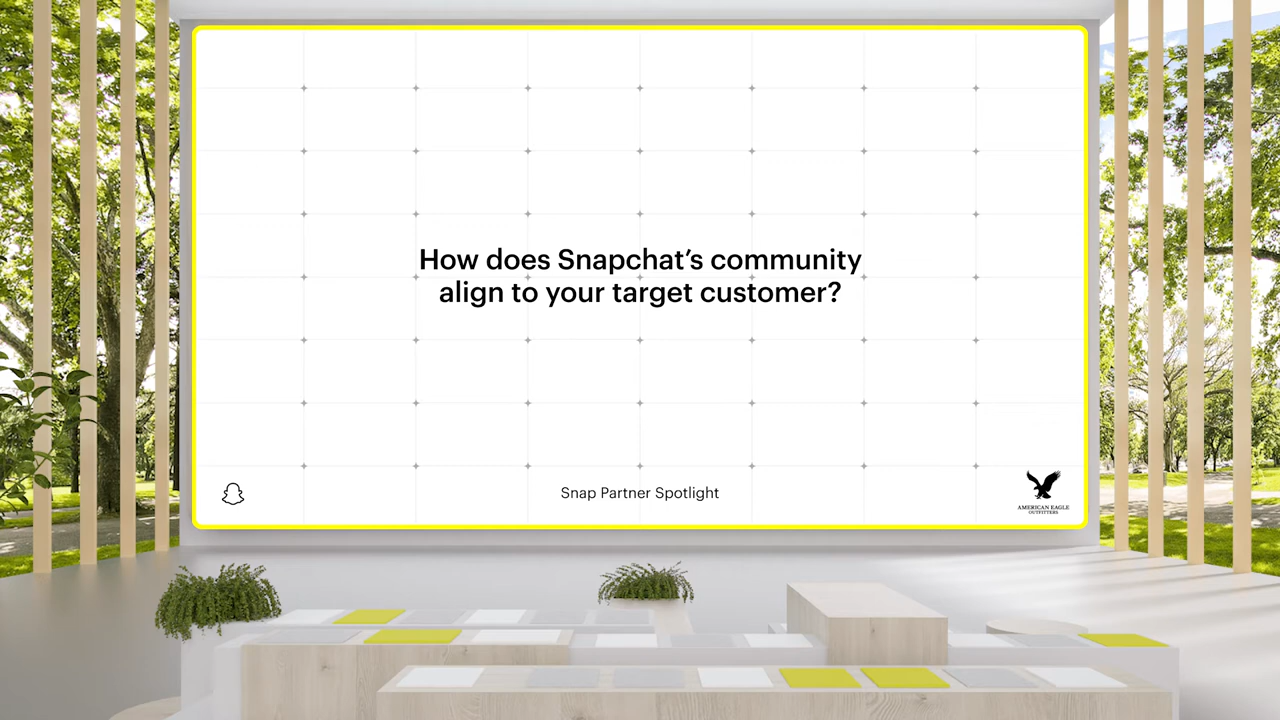 How does Snapchat’s community
align to your target customer?
Snap Partner Spotlight
AMERICAN EAGLE
OUTFITTERS